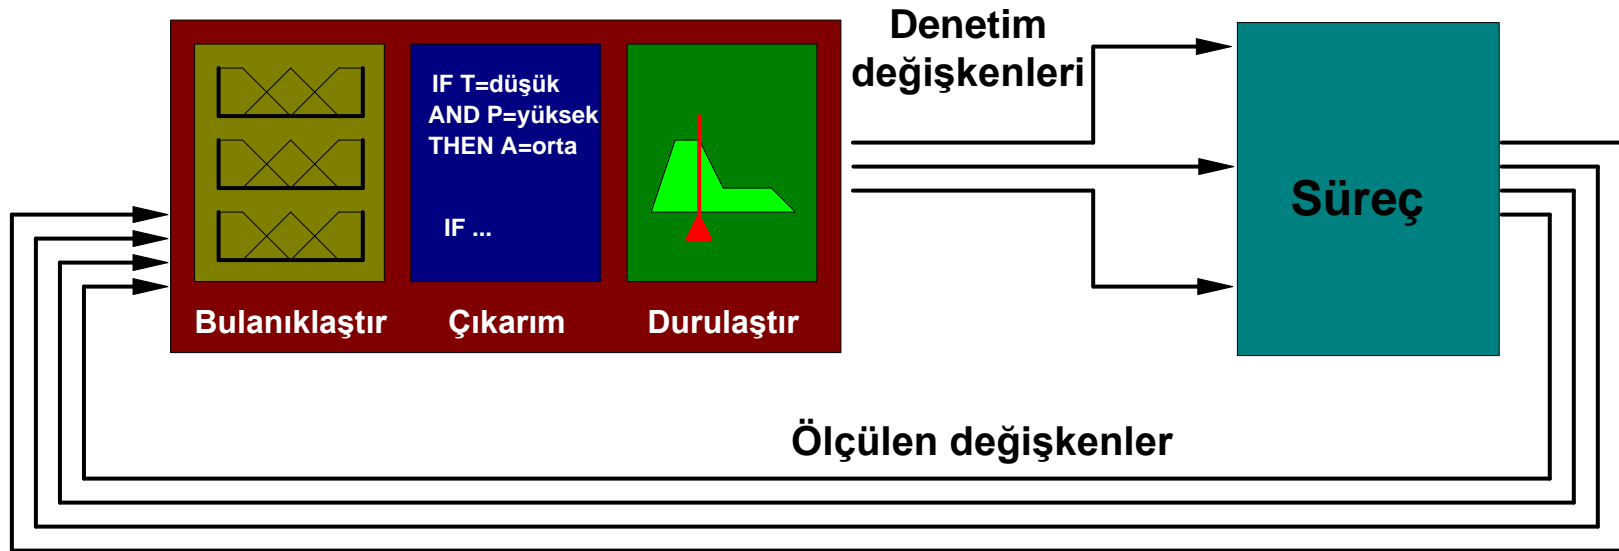 Denetim
değişkenleri
IF T=düşük
AND P=yüksek
THEN A=orta
IF ...
Süreç
Bulanıklaştır
Çıkarım
Durulaştır
Ölçülen değişkenler